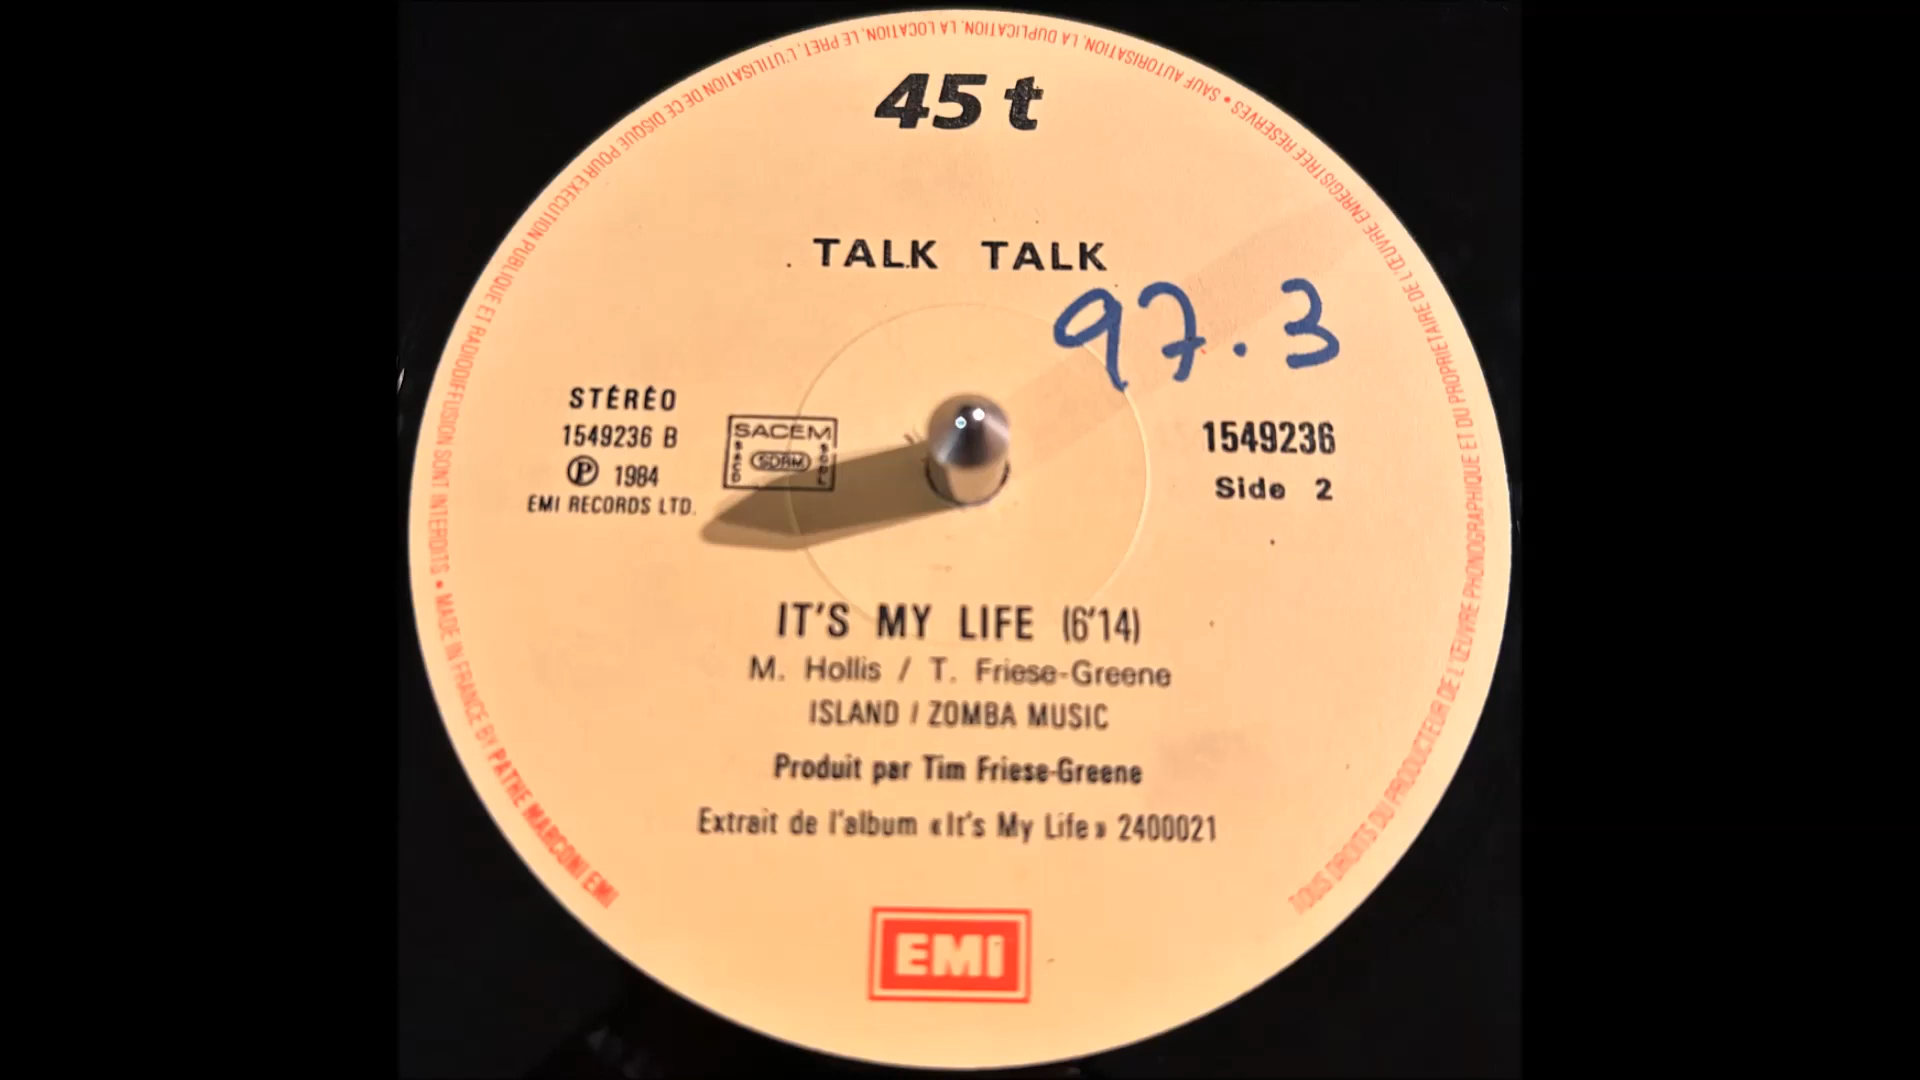 45 t
TALK TALK
97.3
STÉRÉO
1549236 B
Ⓟ 1984
EMI RECORDS LTD.
SACEM
SACD
SDRM
SGDL
1549236
Side 2
IT'S MY LIFE (6'14)
M. Hollis / T. Friese-Greene
ISLAND / ZOMBA MUSIC
Produit par Tim Friese-Greene
Extrait de l'album «It's My Life» 2400021
EMI
TOUS DROITS DU PRODUCTEUR DE L'ŒUVRE PHONOGRAPHIQUE ET DU PROPRIETAIRE DE L'ŒUVRE ENREGISTREE RESERVES • SAUF AUTORISATION, LA DUPLICATION, LA LOCATION, LE PRET, L'UTILISATION DE CE DISQUE POUR EXECUTION PUBLIQUE ET RADIODIFFUSION SONT INTERDITS • MADE IN FRANCE BY PATHE MARCONI EMI